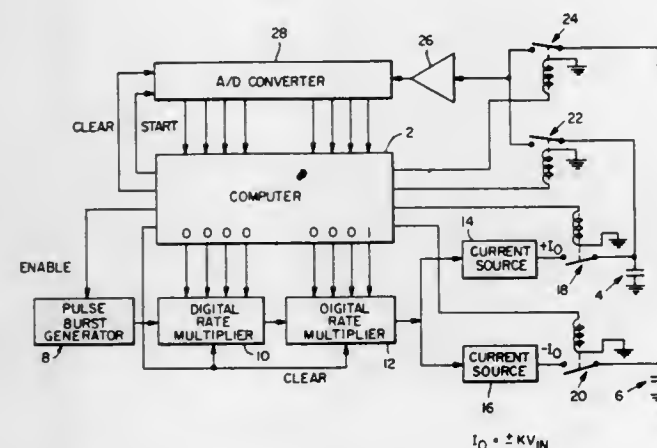 28
A/D CONVERTER
26
24
CLEAR
START
2
22
COMPUTER
0 0 0 0 0 0 0 1
ENABLE
14
CURRENT SOURCE
+I₀
18
4
PULSE BURST GENERATOR
8
DIGITAL RATE MULTIPLIER
10
DIGITAL RATE MULTIPLIER
12
CLEAR
CURRENT SOURCE
16
-I₀
20
6
I₀ = ± KV_IN